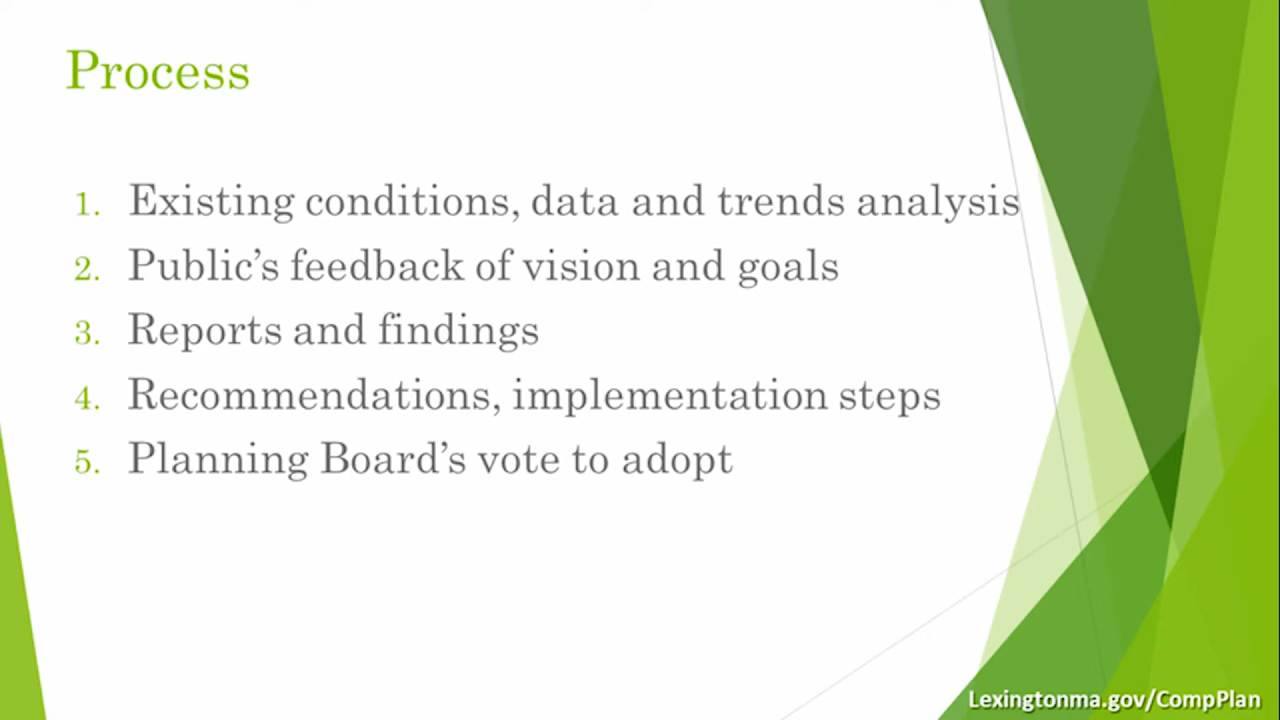 Process
1. Existing conditions, data and trends analysis
2. Public’s feedback of vision and goals
3. Reports and findings
4. Recommendations, implementation steps
5. Planning Board’s vote to adopt
Lexingtonma.gov/CompPlan